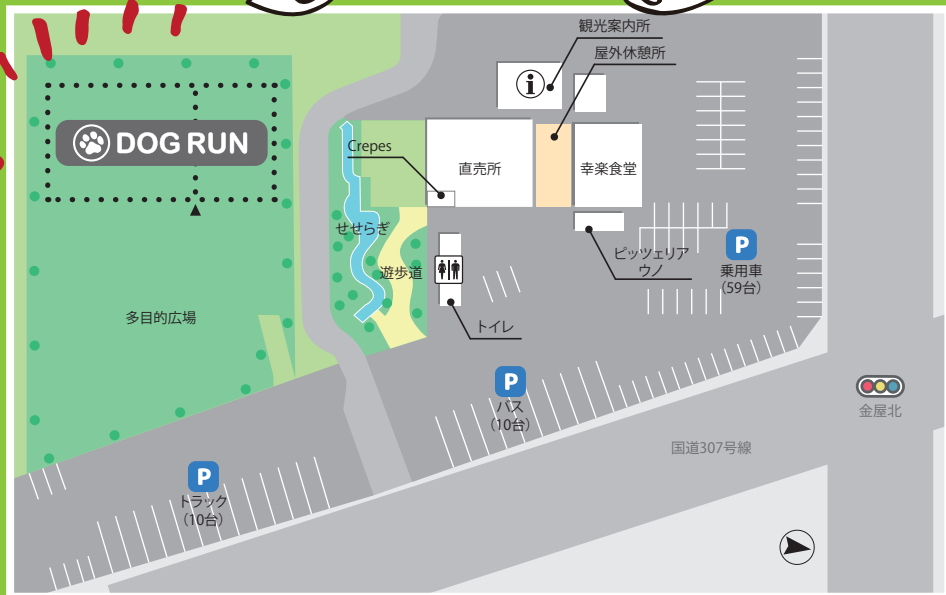 観光案内所
屋外休憩所
i
DOG RUN
Crepes
直売所
幸楽食堂
せせらぎ
遊歩道
ピッツェリア
ウノ
P
乗用車
(59台)
多目的広場
トイレ
P
バス
(10台)
金屋北
国道307号線
P
トラック
(10台)